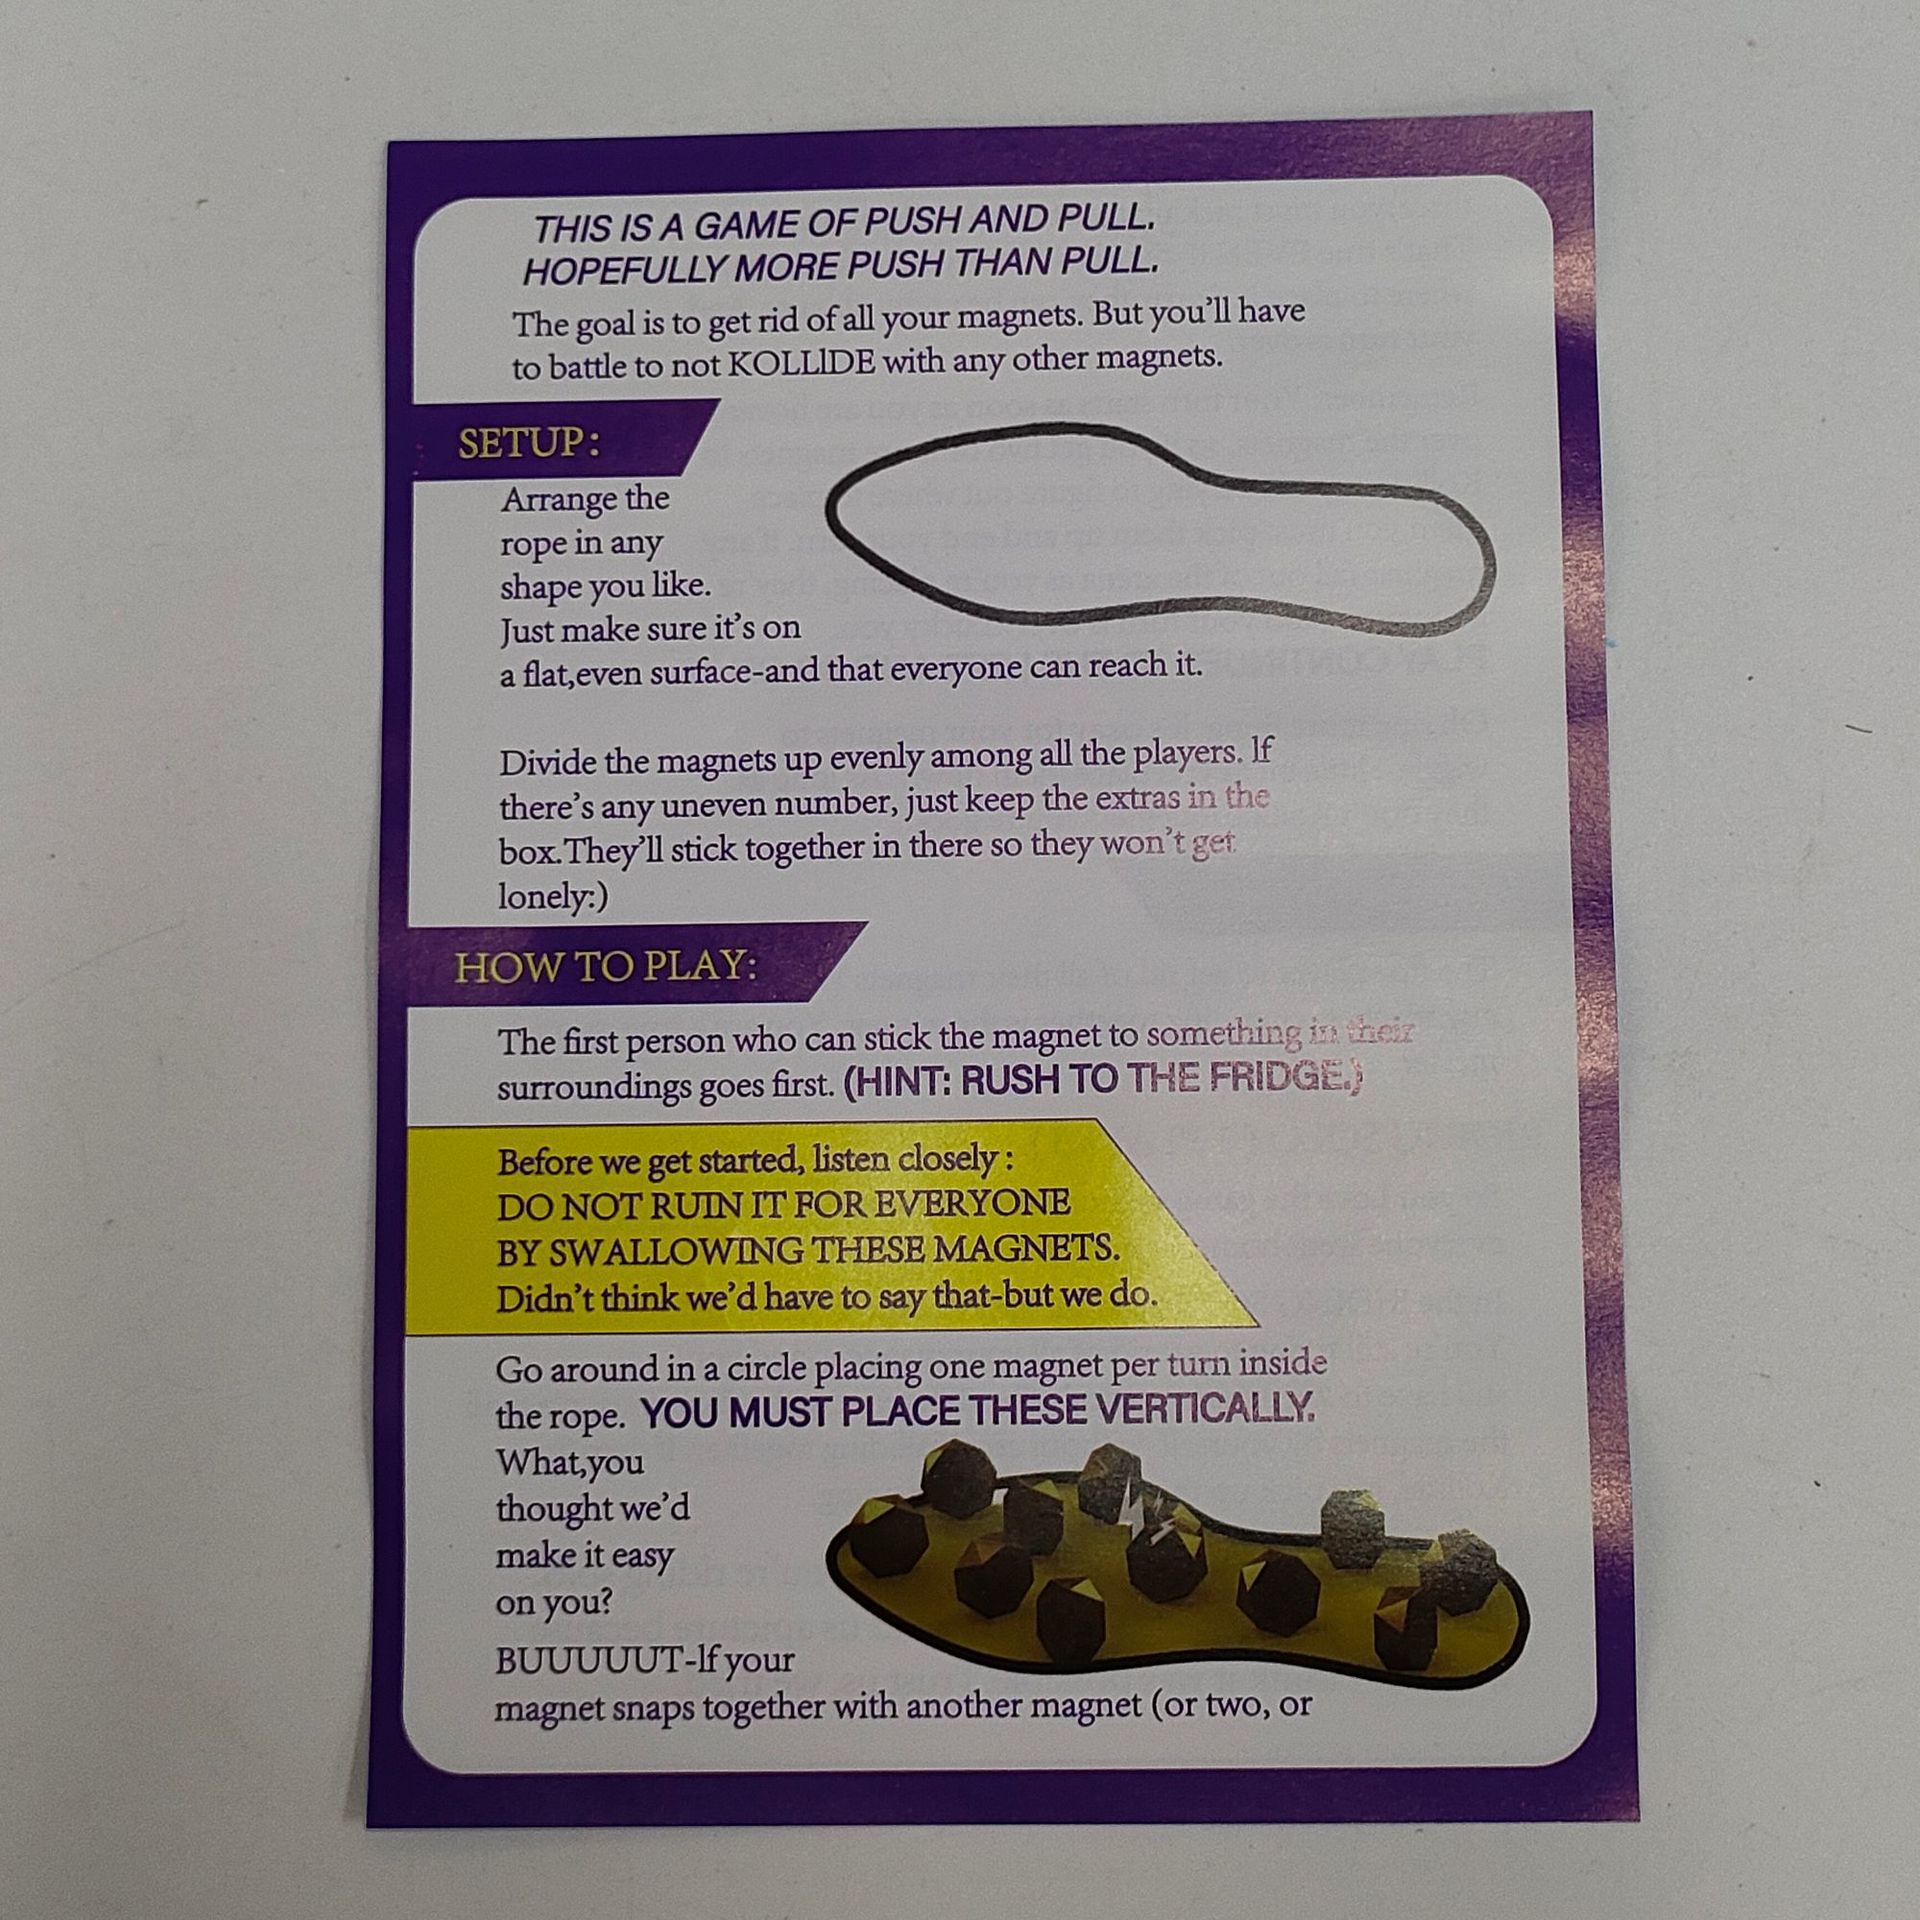 THIS IS A GAME OF PUSH AND PULL.
HOPEFULLY MORE PUSH THAN PULL.
The goal is to get rid of all your magnets. But you'll have
to battle to not KOLLIDE with any other magnets.
SETUP:
Arrange the
rope in any
shape you like.
Just make sure it's on
a flat,even surface-and that everyone can reach it.
Divide the magnets up evenly among all the players. If
there's any uneven number, just keep the extras in the
box.They'll stick together in there so they won't get
lonely:)
HOW TO PLAY:
The first person who can stick the magnet to something in their
surroundings goes first. (HINT: RUSH TO THE FRIDGE.)
Before we get started, listen closely :
DO NOT RUIN IT FOR EVERYONE
BY SWALLOWING THESE MAGNETS.
Didn't think we'd have to say that-but we do.
Go around in a circle placing one magnet per turn inside
the rope. YOU MUST PLACE THESE VERTICALLY.
What,you
thought we'd
make it easy
on you?
BUUUUUT-If your
magnet snaps together with another magnet (or two, or